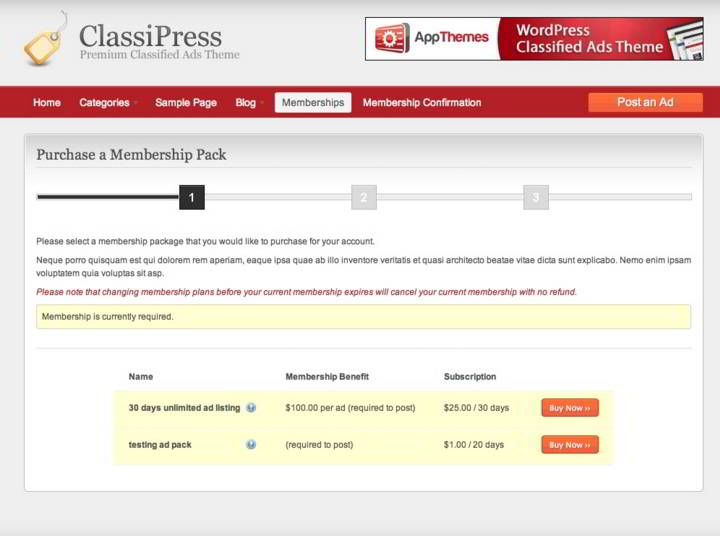 ClassiPress
Premium Classified Ads Theme
AppThemes
WordPress
Classified Ads Theme
Home Categories Sample Page Blog Memberships Membership Confirmation Post an Ad
Purchase a Membership Pack
1 2 3
Please select a membership package that you would like to purchase for your account.
Neque porro quisquam est qui dolorem rem aperiam, eaque ipsa quae ab illo inventore veritatis et quasi architecto beatae vitae dicta sunt explicabo. Nemo enim ipsam
voluptatem quia voluptas sit asp.
Please note that changing membership plans before your current membership expires will cancel your current membership with no refund.
Membership is currently required.
Name Membership Benefit Subscription
30 days unlimited ad listing $100.00 per ad (required to post) $25.00 / 30 days Buy Now ››
testing ad pack (required to post) $1.00 / 20 days Buy Now ››